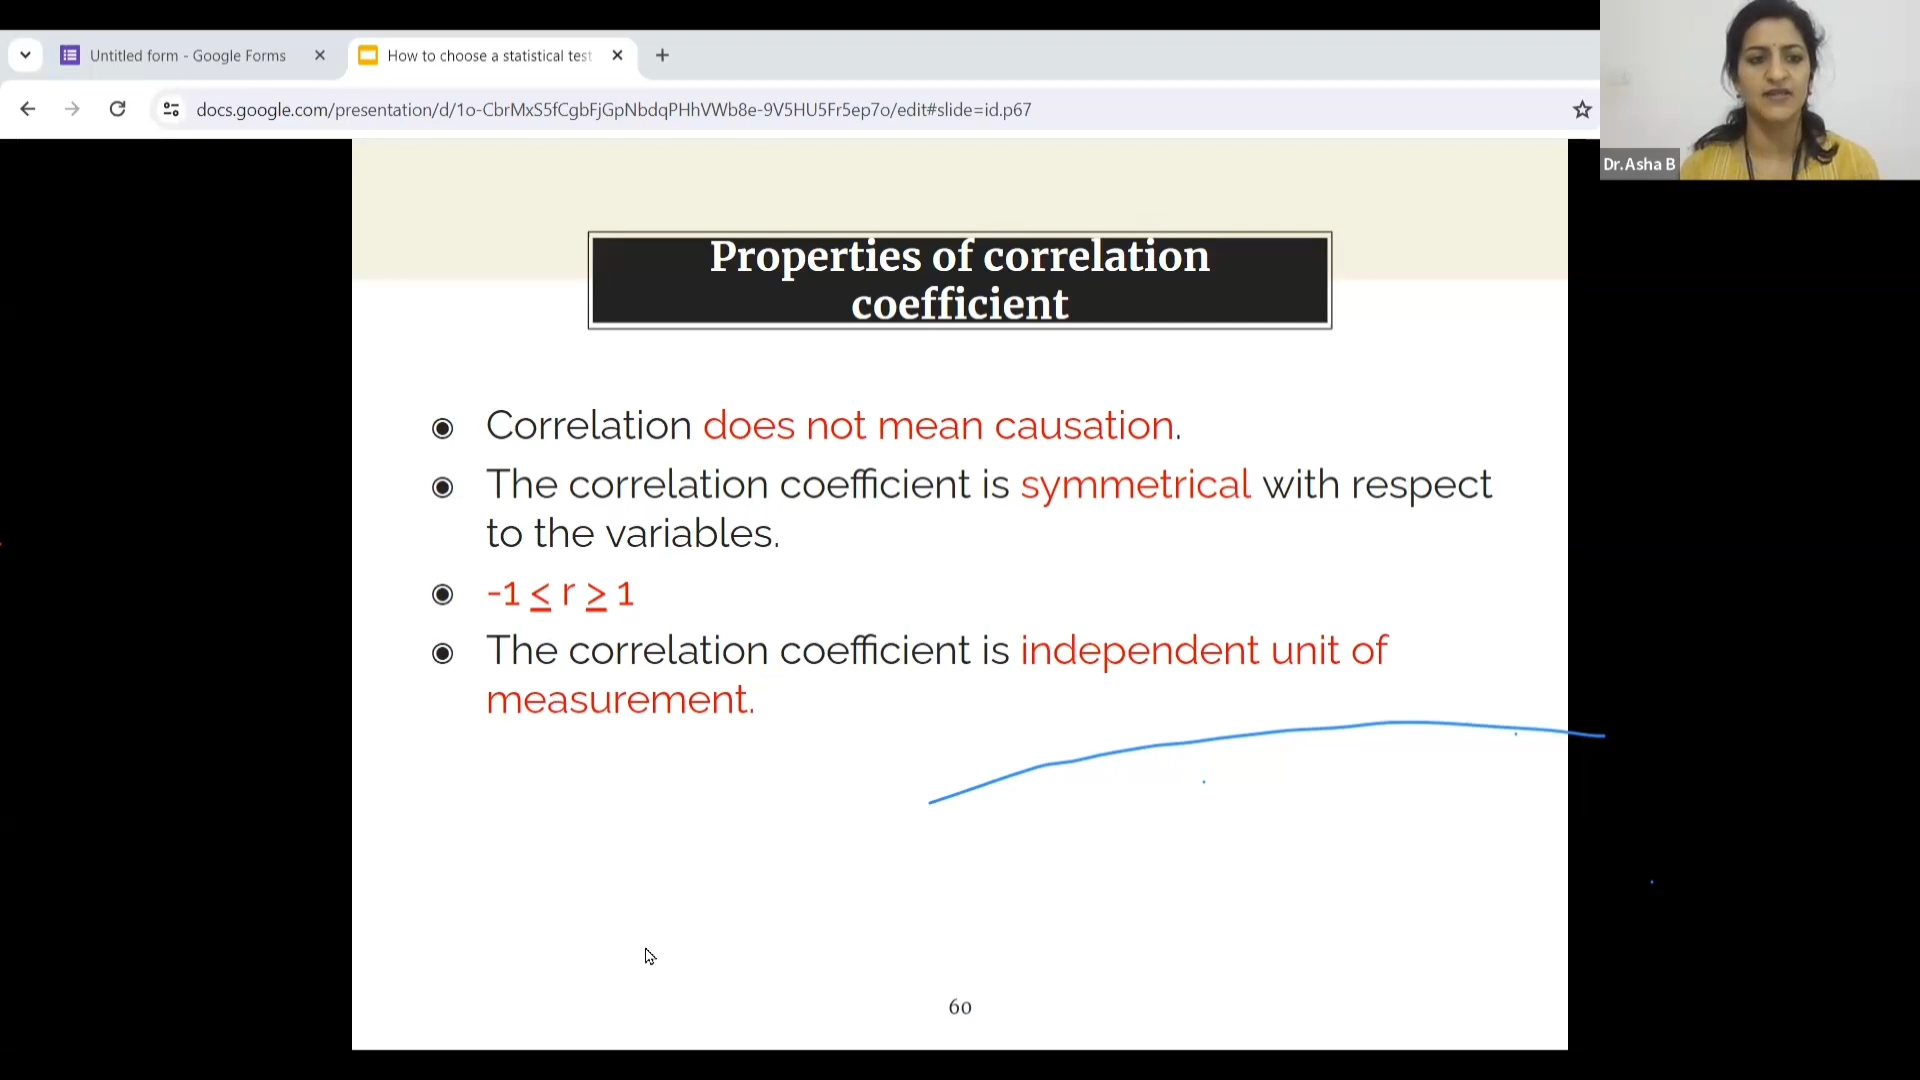 Untitled form - Google Forms
How to choose a statistical test
docs.google.com/presentation/d/1o-CbrMxS5fCgbFjGpNbdqPHhVWb8e-9V5HU5Fr5ep7o/edit#slide=id.p67
Dr.Asha B
Properties of correlation
coefficient
Correlation does not mean causation.
The correlation coefficient is symmetrical with respect
to the variables.
-1 ≤ r ≥ 1
The correlation coefficient is independent unit of
measurement.
60